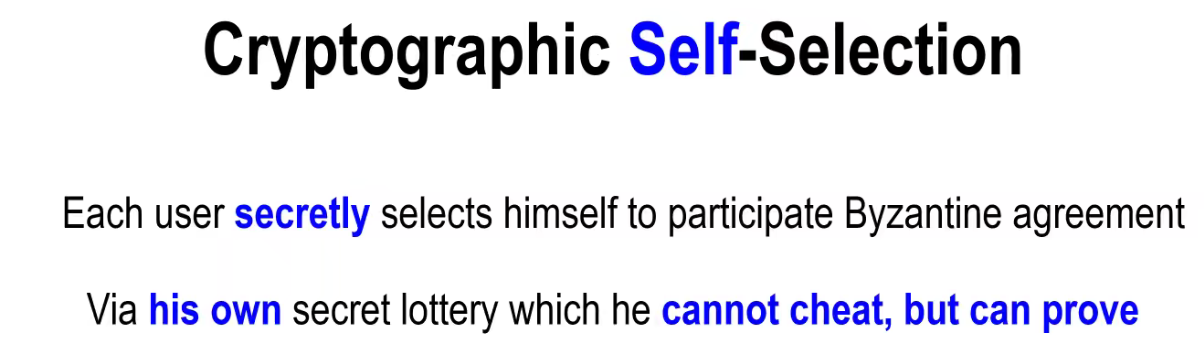 Cryptographic Self-Selection
Each user secretly selects himself to participate Byzantine agreement
Via his own secret lottery which he cannot cheat, but can prove